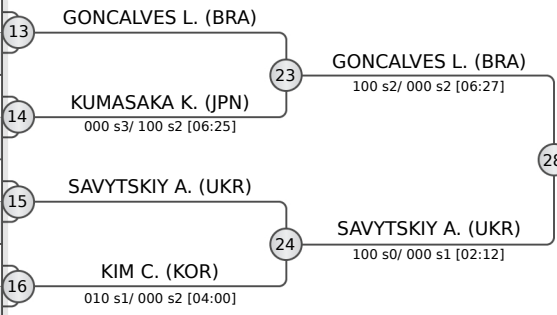 13
GONCALVES L. (BRA)
23
GONCALVES L. (BRA)
100 s2/ 000 s2 [06:27]
14
KUMASAKA K. (JPN)
000 s3/ 100 s2 [06:25]
28
15
SAVYTSKIY A. (UKR)
24
SAVYTSKIY A. (UKR)
100 s0/ 000 s1 [02:12]
16
KIM C. (KOR)
010 s1/ 000 s2 [04:00]